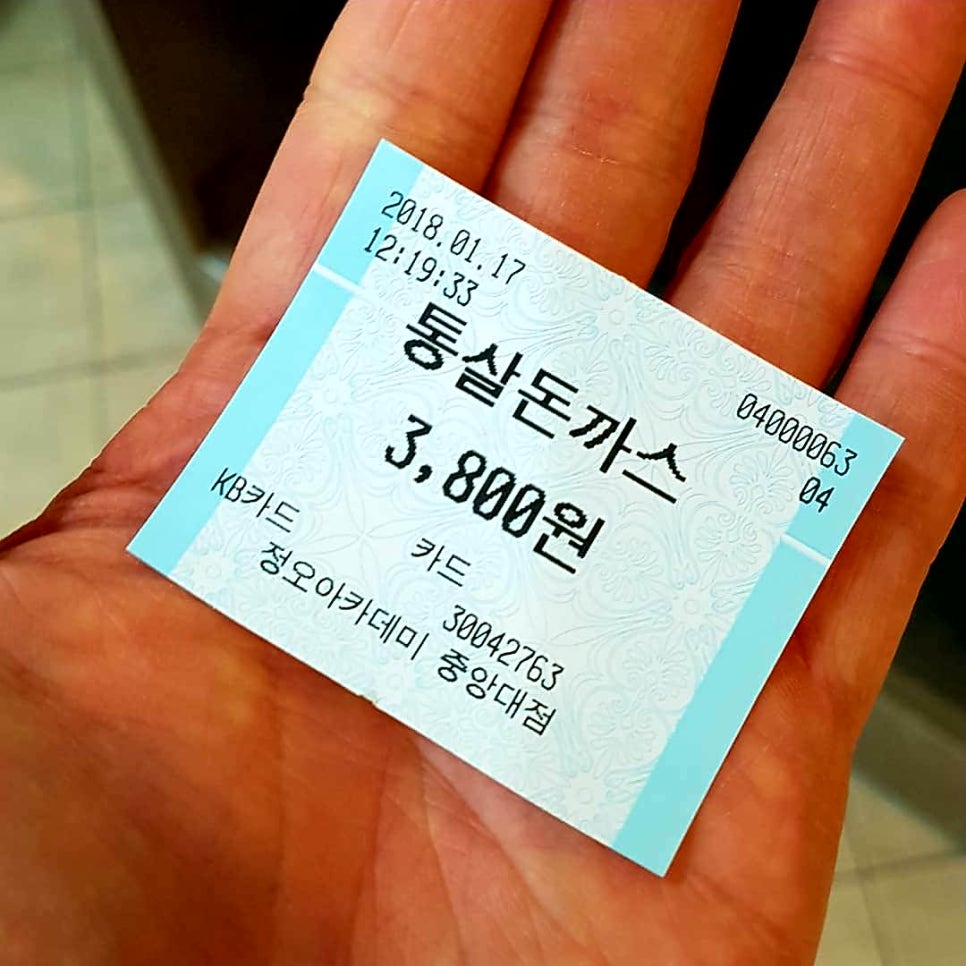 2018.01.17
12:19:33
04000063
04
통살돈까스
3,800원
KB카드
카드
30042763
정오아카데미 중앙대점